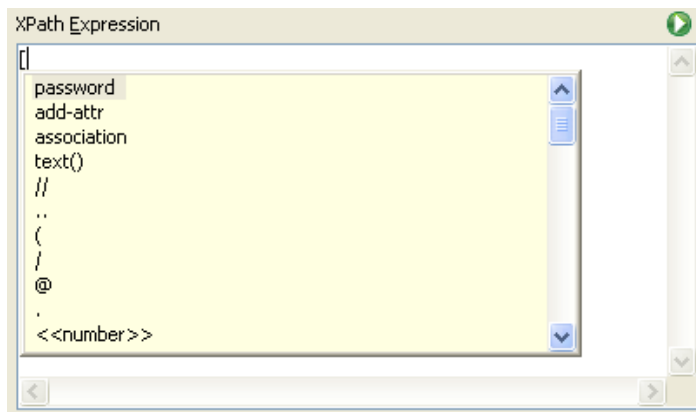 XPath Expression
[
password
add-attr
association
text()
//
..
(
/
@
.
<<number>>